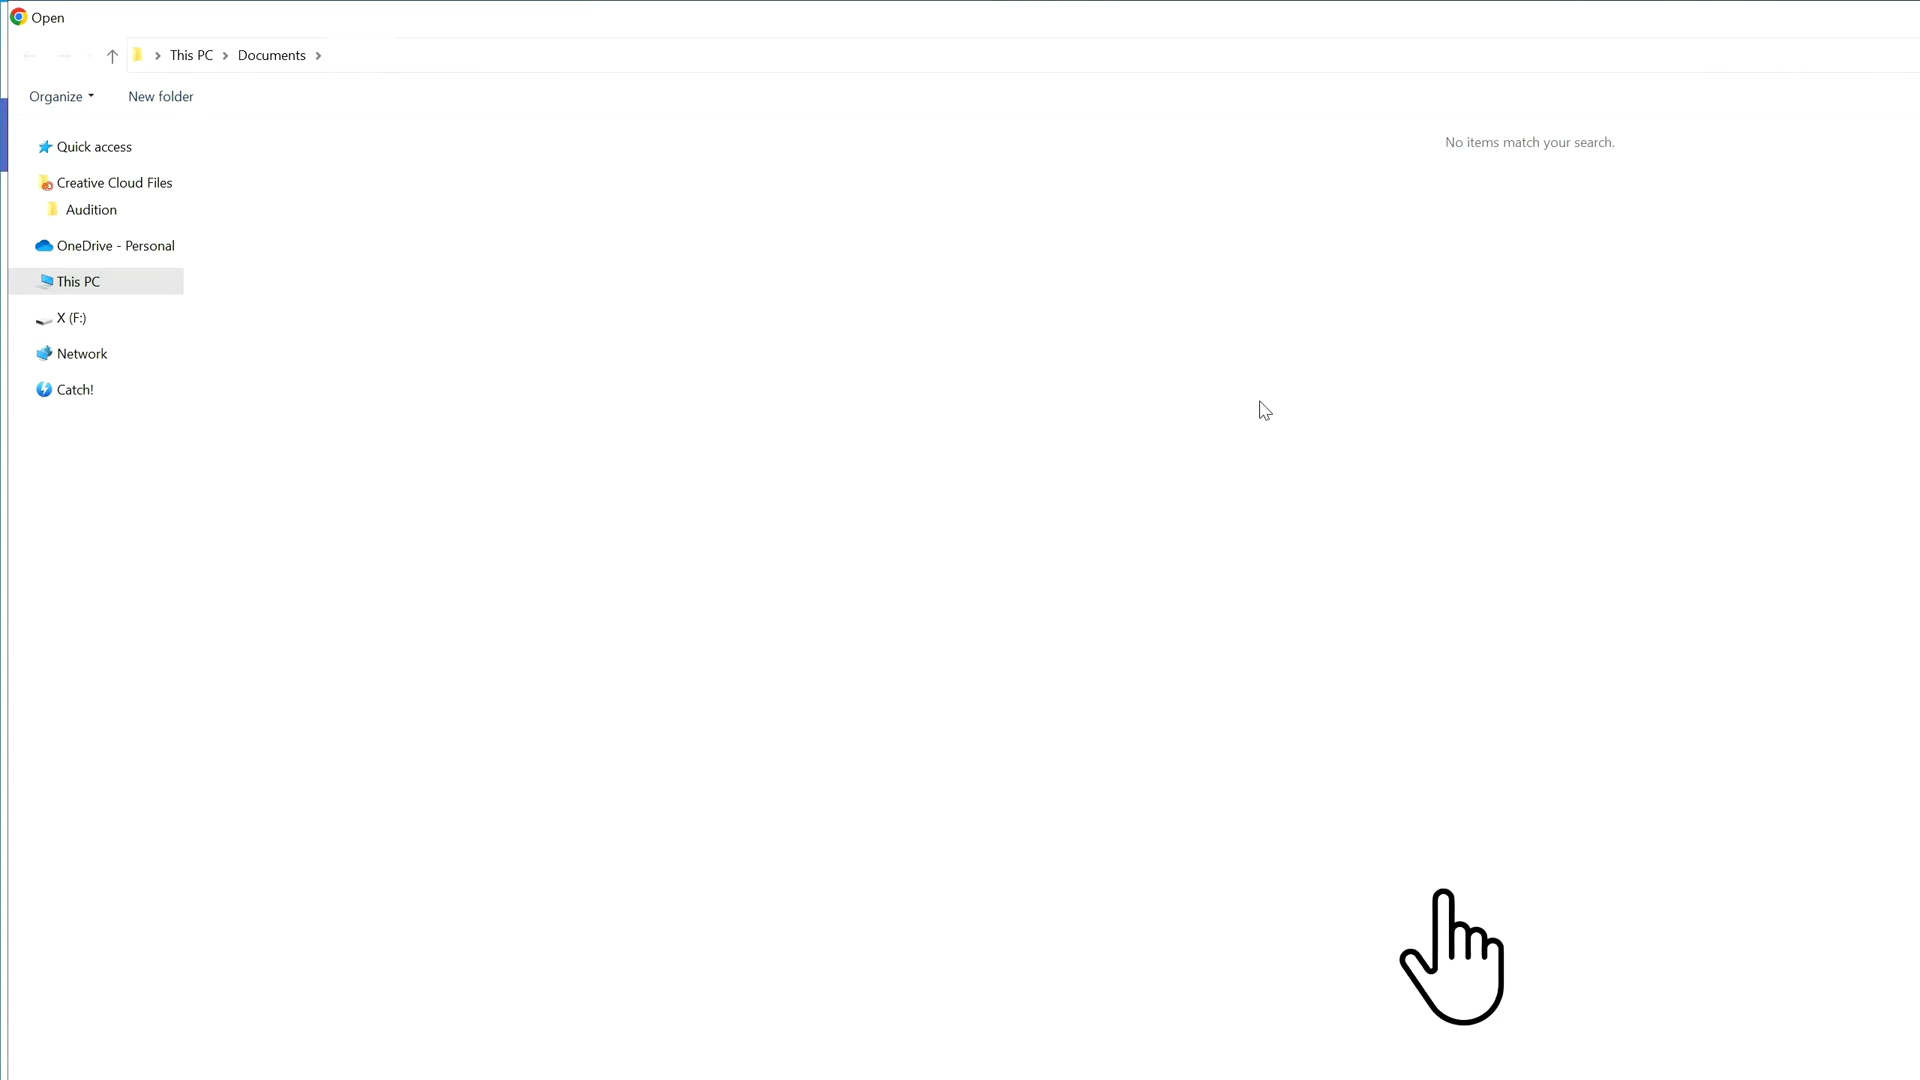 Open
This PC > Documents >
Organize
New folder
Quick access
No items match your search.
Creative Cloud Files
Audition
OneDrive - Personal
This PC
X (F:)
Network
Catch!